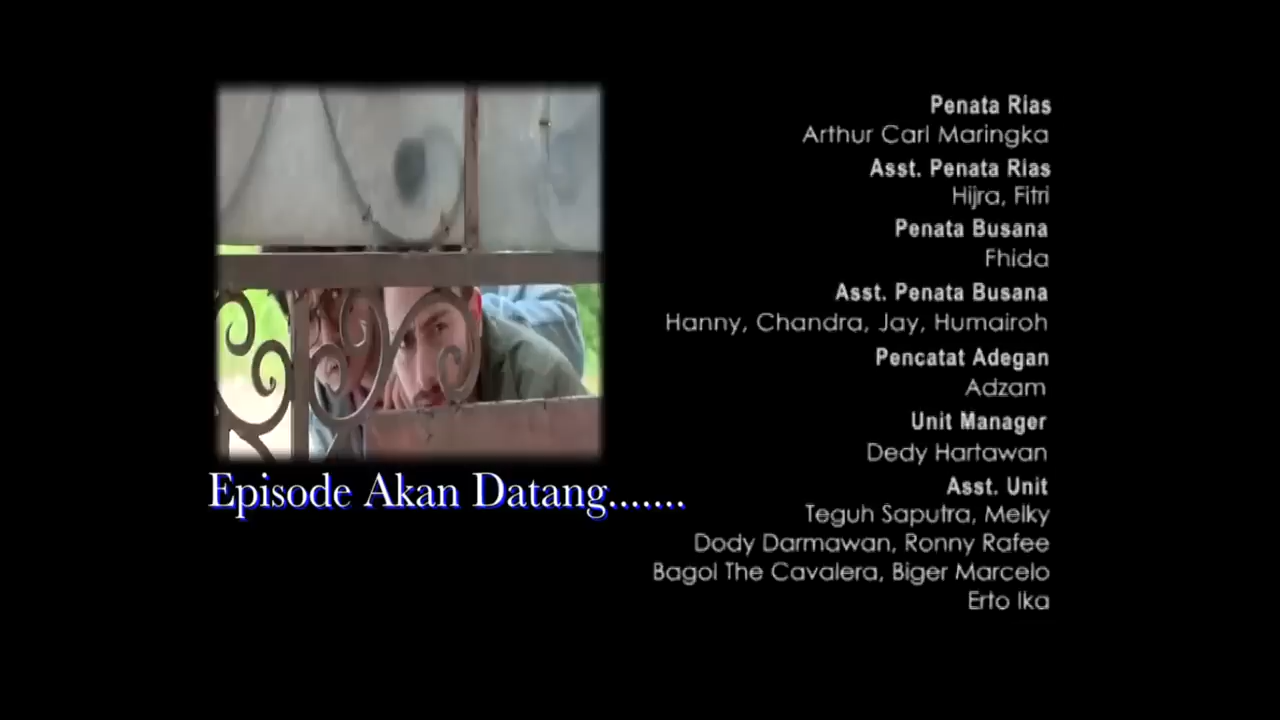 Penata Rias
Arthur Carl Maringka
Asst. Penata Rias
Hijra, Fitri
Penata Busana
Fhida
Asst. Penata Busana
Hanny, Chandra, Jay, Humairoh
Pencatat Adegan
Adzam
Unit Manager
Dedy Hartawan
Asst. Unit
Teguh Saputra, Melky
Dody Darmawan, Ronny Rafee
Bagol The Cavalera, Biger Marcelo
Erto Ika
Episode Akan Datang.......